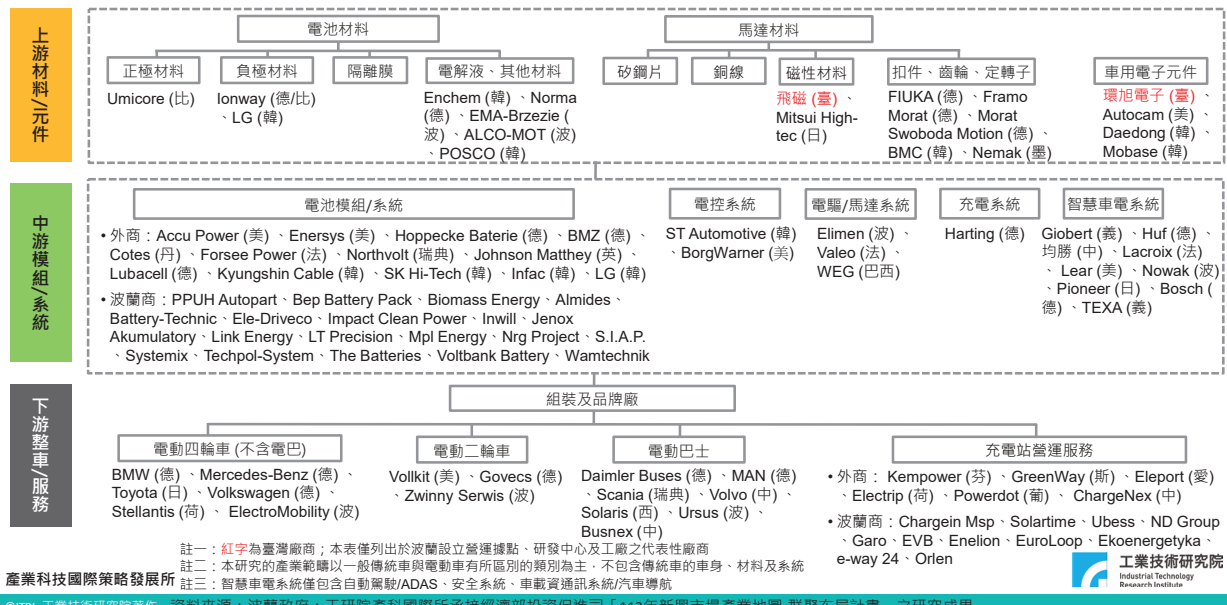 上游材料/元件
電池材料
馬達材料
正極材料
負極材料
隔離膜
電解液、其他材料
矽鋼片
銅線
磁性材料
扣件、齒輪、定轉子
車用電子元件
Umicore (比)
Ionway (德/比)
、LG (韓)
Enchem (韓)、Norma
(德)、EMA-Brzezie (
波)、ALCO-MOT (波)
、POSCO (韓)
飛磁 (臺)、
Mitsui High-
tec (日)
FIUKA (德)、Framo
Morat (德)、Morat
Swoboda Motion (德)、
BMC (韓)、Nemak (墨)
環旭電子 (臺)、
Autocam (美)、
Daedong (韓)、
Mobase (韓)
中游模組/系統
電池模組/系統
電控系統
電驅/馬達系統
充電系統
智慧車電系統
• 外商：Accu Power (美)、Enersys (美)、Hoppecke Baterie (德)、BMZ (德)、
Cotes (丹)、Forsee Power (法)、Northvolt (瑞典)、Johnson Matthey (英)、
Lubacell (德)、Kyungshin Cable (韓)、SK Hi-Tech (韓)、Infac (韓)、LG (韓)
• 波蘭商：PPUH Autopart、Bep Battery Pack、Biomass Energy、Almides、
Battery-Technic、Ele-Driveco、Impact Clean Power、Inwill、Jenox
Akumulatory、Link Energy、LT Precision、Mpl Energy、Nrg Project、S.I.A.P.
、Systemix、Techpol-System、The Batteries、Voltbank Battery、Wamtechnik
ST Automotive (韓)
、BorgWarner (美)
Elimen (波)、
Valeo (法)、
WEG (巴西)
Harting (德)
Giobert (義)、Huf (德)、
均勝 (中)、Lacroix (法)
、Lear (美)、Nowak (波)
、Pioneer (日)、Bosch (
德)、TEXA (義)
下游整車/服務
組裝及品牌廠
電動四輪車 (不含電巴)
電動二輪車
電動巴士
充電站營運服務
BMW (德)、Mercedes-Benz (德)、
Toyota (日)、Volkswagen (德)、
Stellantis (荷)、ElectroMobility (波)
Vollkit (美)、Govecs (德)
、Zwinny Serwis (波)
Daimler Buses (德)、MAN (德)
、Scania (瑞典)、Volvo (中)、
Solaris (西)、Ursus (波)、
Busnex (中)
• 外商：Kempower (芬)、GreenWay (斯)、Eleport (愛)
、Electrip (荷)、Powerdot (葡)、ChargeNex (中)
• 波蘭商：Chargein Msp、Solartime、Ubess、ND Group
、Garo、EVB、Enelion、EuroLoop、Ekoenergetyka、
e-way 24、Orlen
註一：紅字為臺灣廠商；本表僅列出於波蘭設立營運據點、研發中心及工廠之代表性廠商
註二：本研究的產業範疇以一般傳統車與電動車有所區別的類別為主，不包含傳統車的車身、材料及系統
註三：智慧車電系統僅包含自動駕駛/ADAS、安全系統、車載資通訊系統/汽車導航
產業科技國際策略發展所
工業技術研究院
Industrial Technology
Research Institute